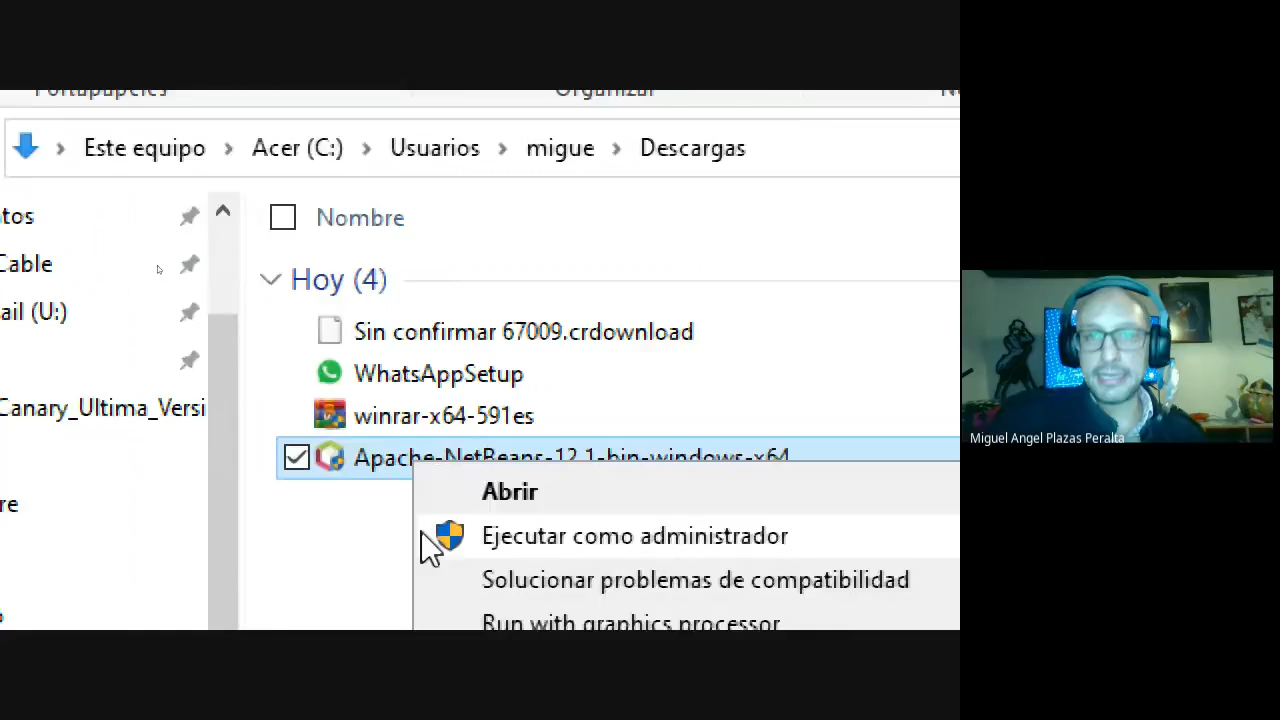 Portapapeles
Organizar
Este equipo > Acer (C:) > Usuarios > migue > Descargas
tos
Cable
ail (U:)
Canary_Ultima_Versi
re
Nombre
Hoy (4)
Sin confirmar 67009.crdownload
WhatsAppSetup
winrar-x64-591es
Apache-NetBeans-12.1-bin-windows-x64
Abrir
Ejecutar como administrador
Solucionar problemas de compatibilidad
Run with graphics processor
Miguel Angel Plazas Peralta